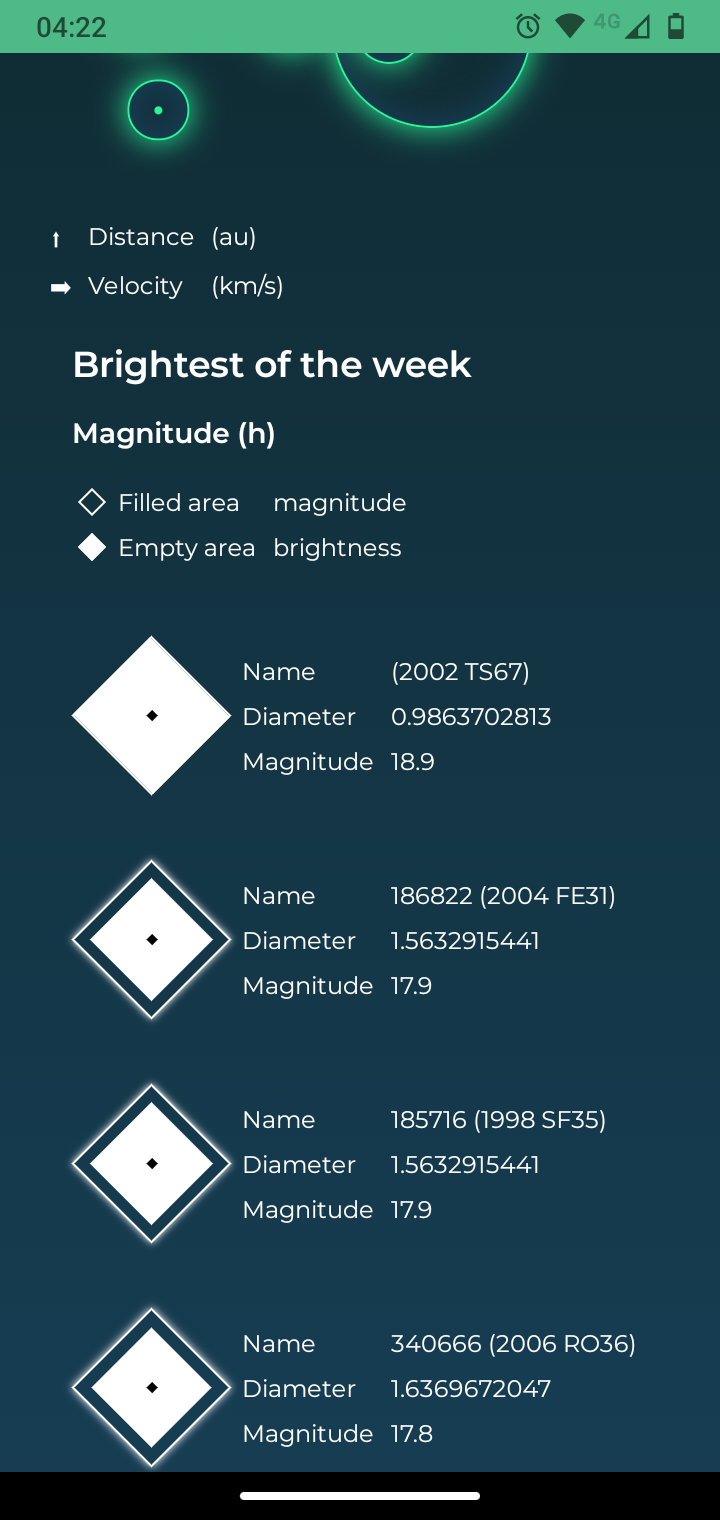 04:22
4G
Distance (au)
Velocity (km/s)
Brightest of the week
Magnitude (h)
Filled area magnitude
Empty area brightness
Name (2002 TS67)
Diameter 0.9863702813
Magnitude 18.9
Name 186822 (2004 FE31)
Diameter 1.5632915441
Magnitude 17.9
Name 185716 (1998 SF35)
Diameter 1.5632915441
Magnitude 17.9
Name 340666 (2006 RO36)
Diameter 1.6369672047
Magnitude 17.8